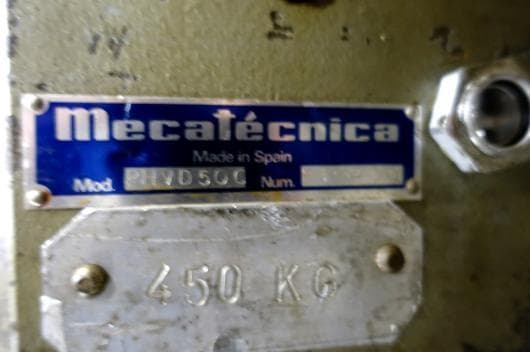 mecatécnica
Made in Spain
Mod. Num.
450 KG